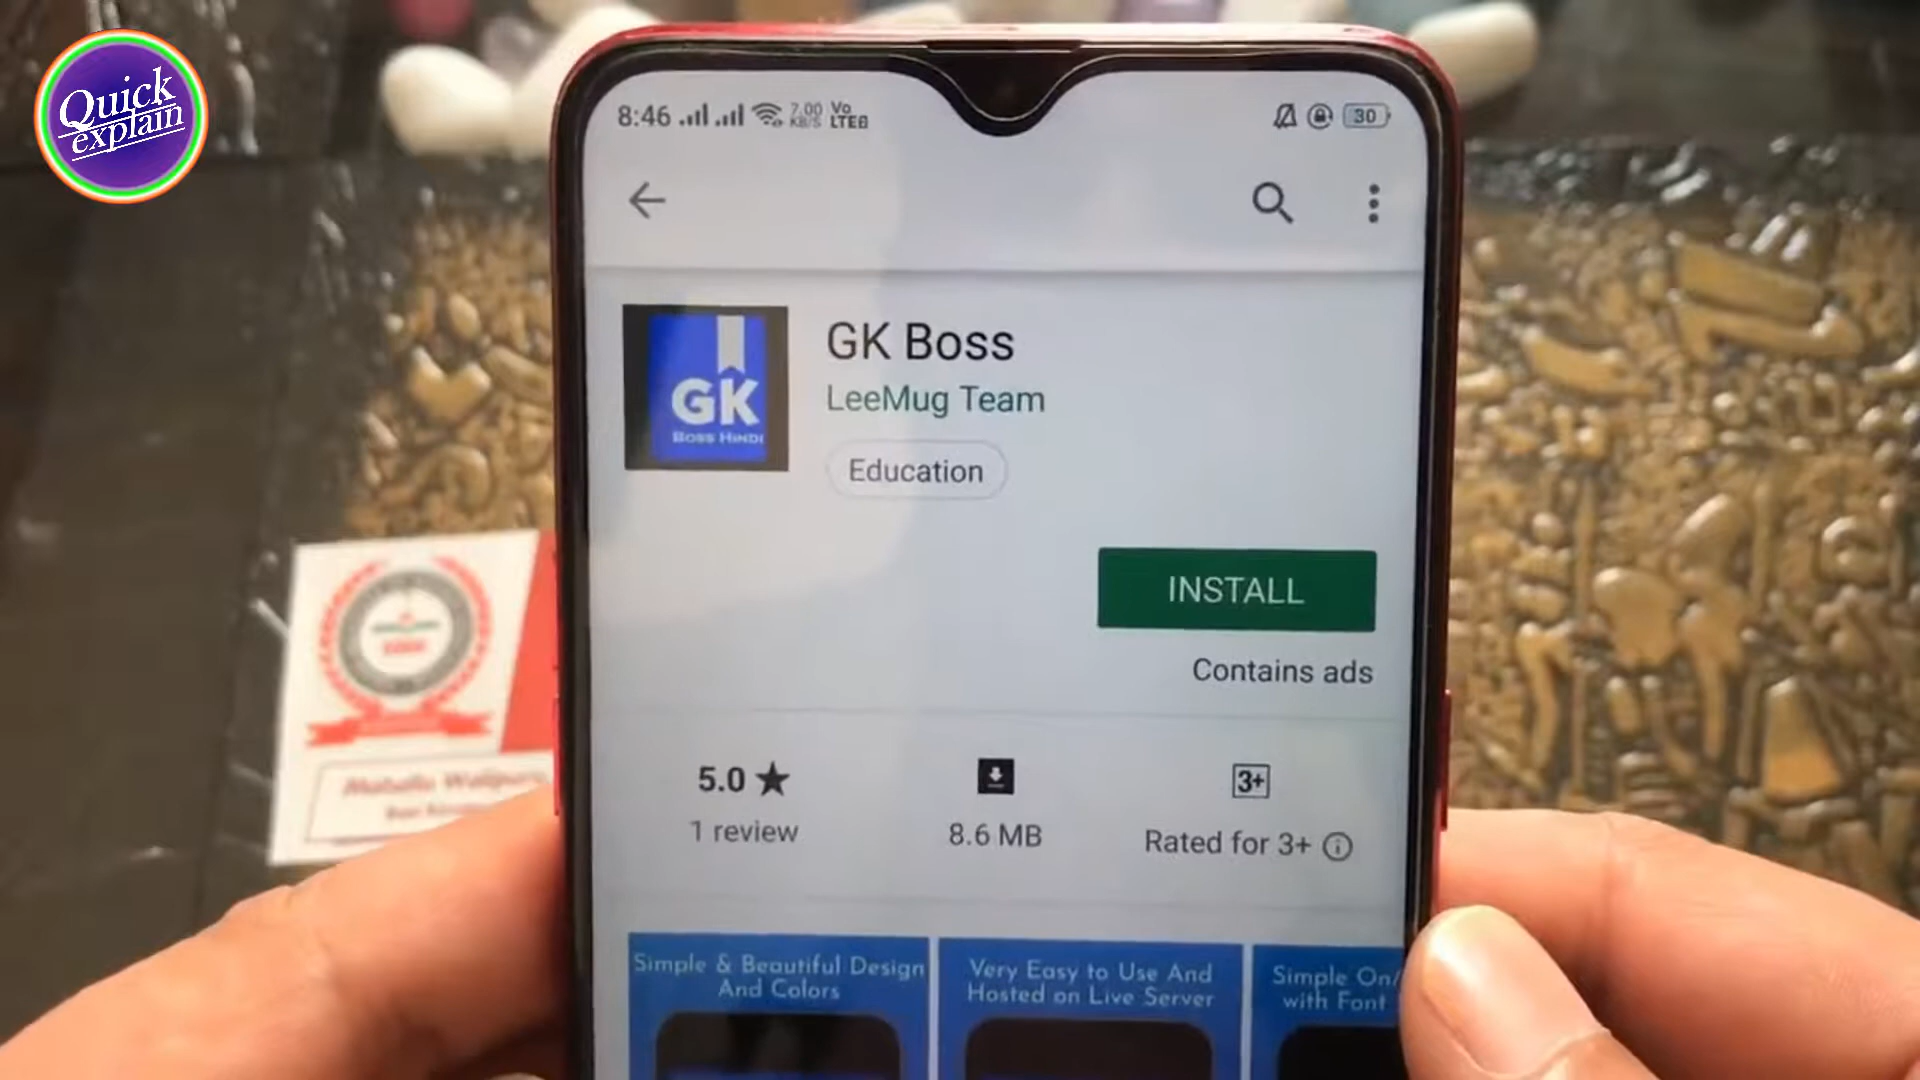 Quick
explain
8:46
7.00
KB/S
Vo
LTE
30
GK
BOSS HINDI
GK Boss
LeeMug Team
Education
INSTALL
Contains ads
5.0 ★
1 review
8.6 MB
3+
Rated for 3+
Simple & Beautiful Design
And Colors
Very Easy to Use And
Hosted on Live Server
Simple On/
with Font